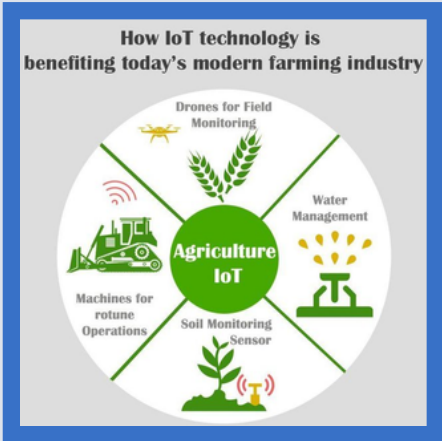 How IoT technology is
benefiting today's modern farming industry
Drones for Field
Monitoring
Water
Management
Agriculture
IoT
Machines for
rotune
Operations
Soil Monitoring
Sensor